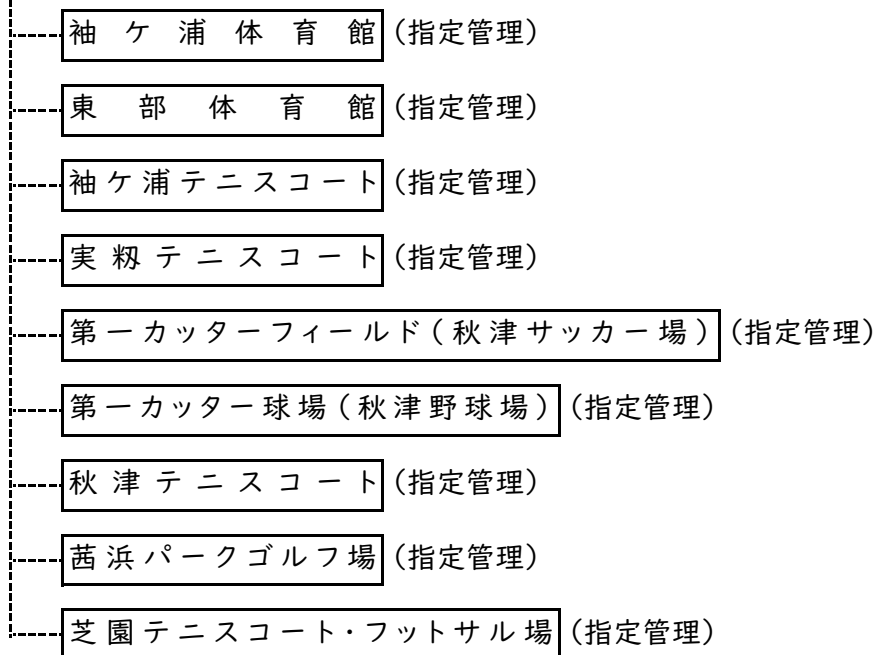 袖ケ浦体育館（指定管理）
東部体育館（指定管理）
袖ケ浦テニスコート（指定管理）
実籾テニスコート（指定管理）
第一カッターフィールド（秋津サッカー場）（指定管理）
第一カッター球場（秋津野球場）（指定管理）
秋津テニスコート（指定管理）
茜浜パークゴルフ場（指定管理）
芝園テニスコート・フットサル場（指定管理）